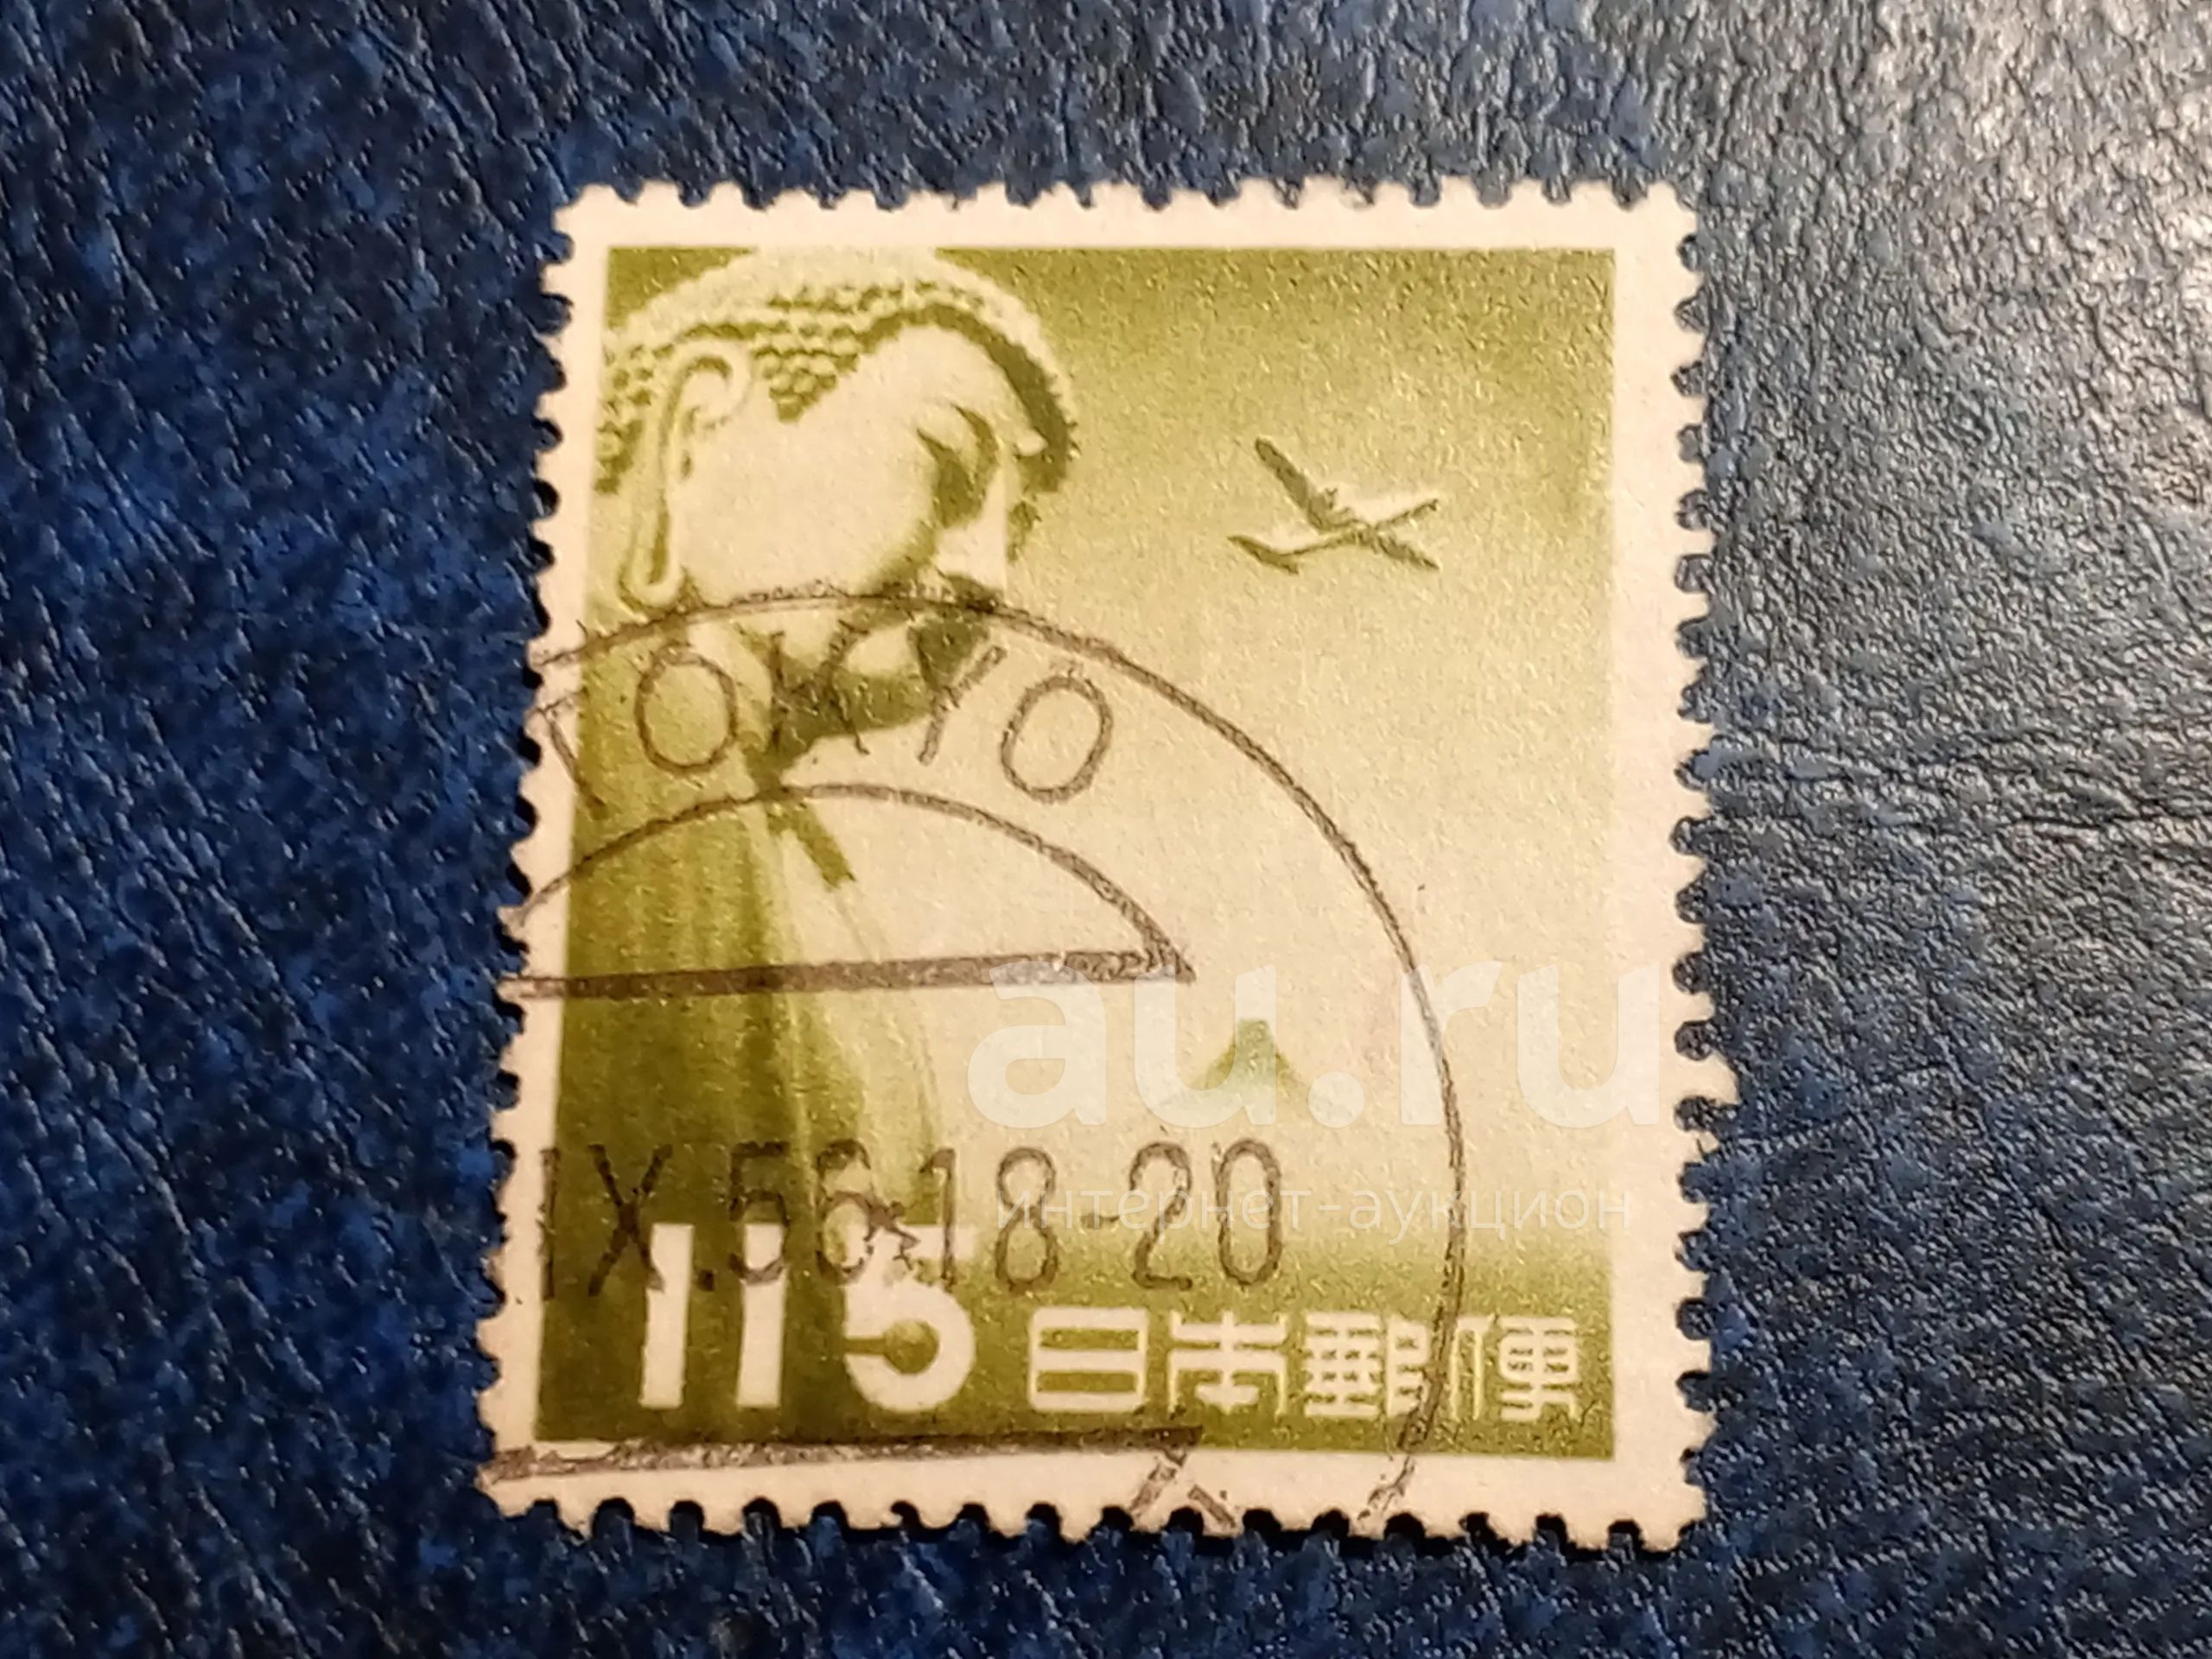 TOKYO
au.ru
IX.56.18-20
интернет-аукцион
115 日本郵便